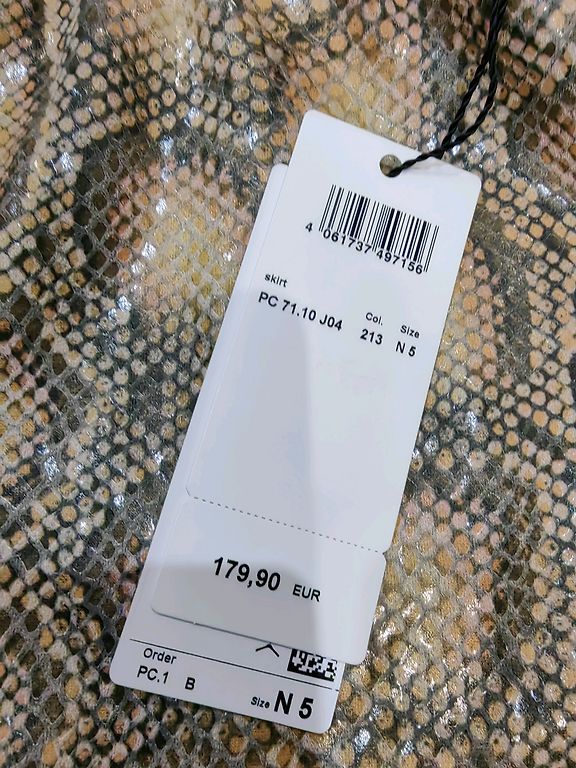 4 061737 497156
skirt
PC 71.10 J04
Col.
213
Size
N 5
179,90 EUR
Order
PC.1 B
Size N 5